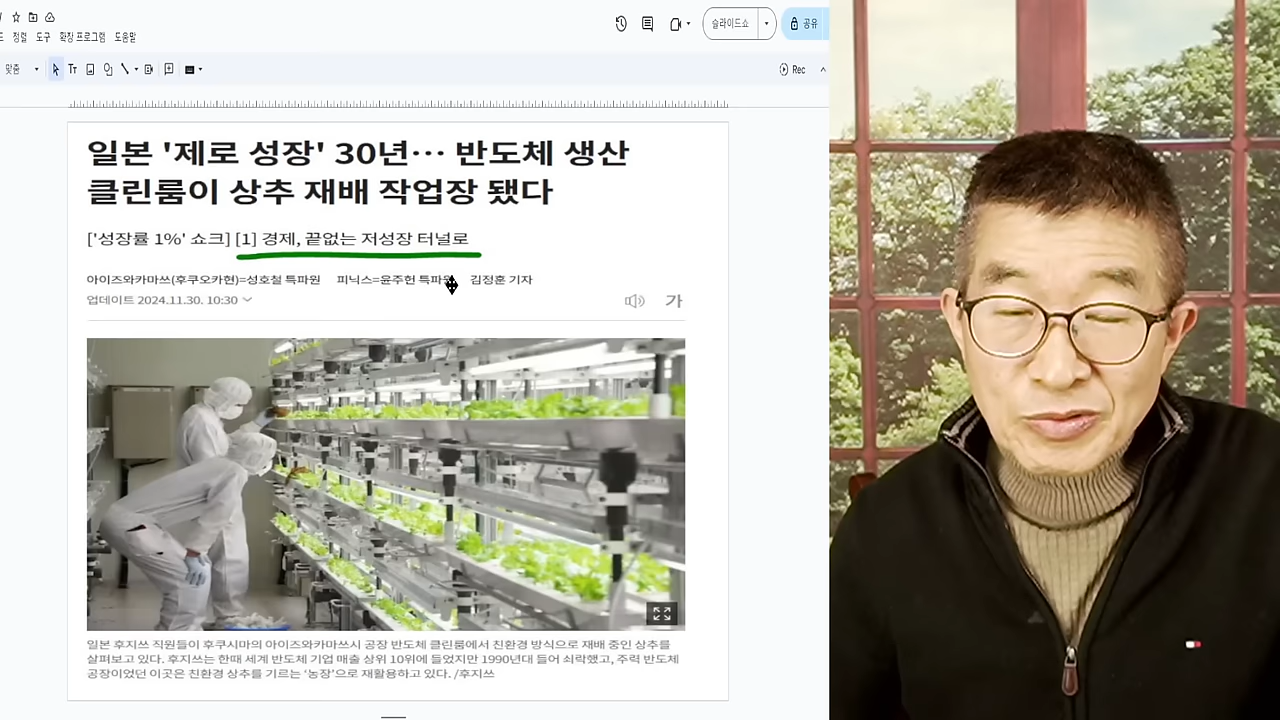 정렬 도구 확장 프로그램 도움말
슬라이드쇼
공유
맞춤
Tт
Rec
일본 '제로 성장' 30년… 반도체 생산
클린룸이 상추 재배 작업장 됐다
['성장률 1%' 쇼크] [1] 경제, 끝없는 저성장 터널로
아이즈와카마쓰(후쿠오카현)=성호철 특파원 피닉스=윤주헌 특파원 김정훈 기자
업데이트 2024.11.30. 10:30
가
일본 후지쓰 직원들이 후쿠시마의 아이즈와카마쓰시 공장 반도체 클린룸에서 친환경 방식으로 재배 중인 상추를
살펴보고 있다. 후지쓰는 한때 세계 반도체 기업 매출 상위 10위에 들었지만 1990년대 들어 쇠락했고, 주력 반도체
공장이었던 이곳은 친환경 상추를 기르는 ‘농장’으로 재활용하고 있다. /후지쓰